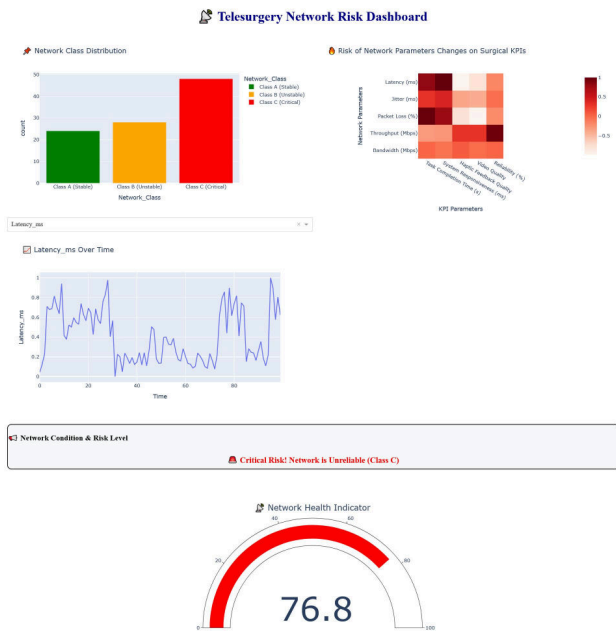 Telesurgery Network Risk Dashboard
Network Class Distribution
50
40
30
20
10
0
count
Class A (Stable)
Class B (Unstable)
Class C (Critical)
Network_Class
Network_Class
Class A (Stable)
Class B (Unstable)
Class C (Critical)
Risk of Network Parameters Changes on Surgical KPIs
Network Parameters
Latency (ms)
Jitter (ms)
Packet Loss (%)
Throughput (Mbps)
Bandwidth (Mbps)
Task Completion Time (s)
System Responsiveness (ms)
Haptic Feedback Quality
Video Quality
Reliability (%)
KPI Parameters
1
0.5
0
−0.5
Latency_ms
×
Latency_ms Over Time
1
0.8
0.6
0.4
0.2
0
Latency_ms
0
20
40
60
80
Time
Network Condition & Risk Level
Critical Risk! Network is Unreliable (Class C)
Network Health Indicator
0
20
40
60
80
100
76.8